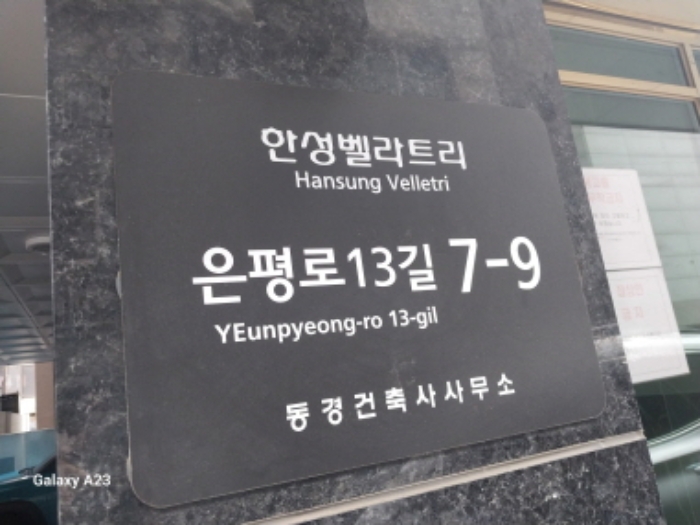 한성벨라트리
Hansung Velletri
은평로13길 7-9
YEunpyeong-ro 13-gil
동경건축사사무소
Galaxy A23